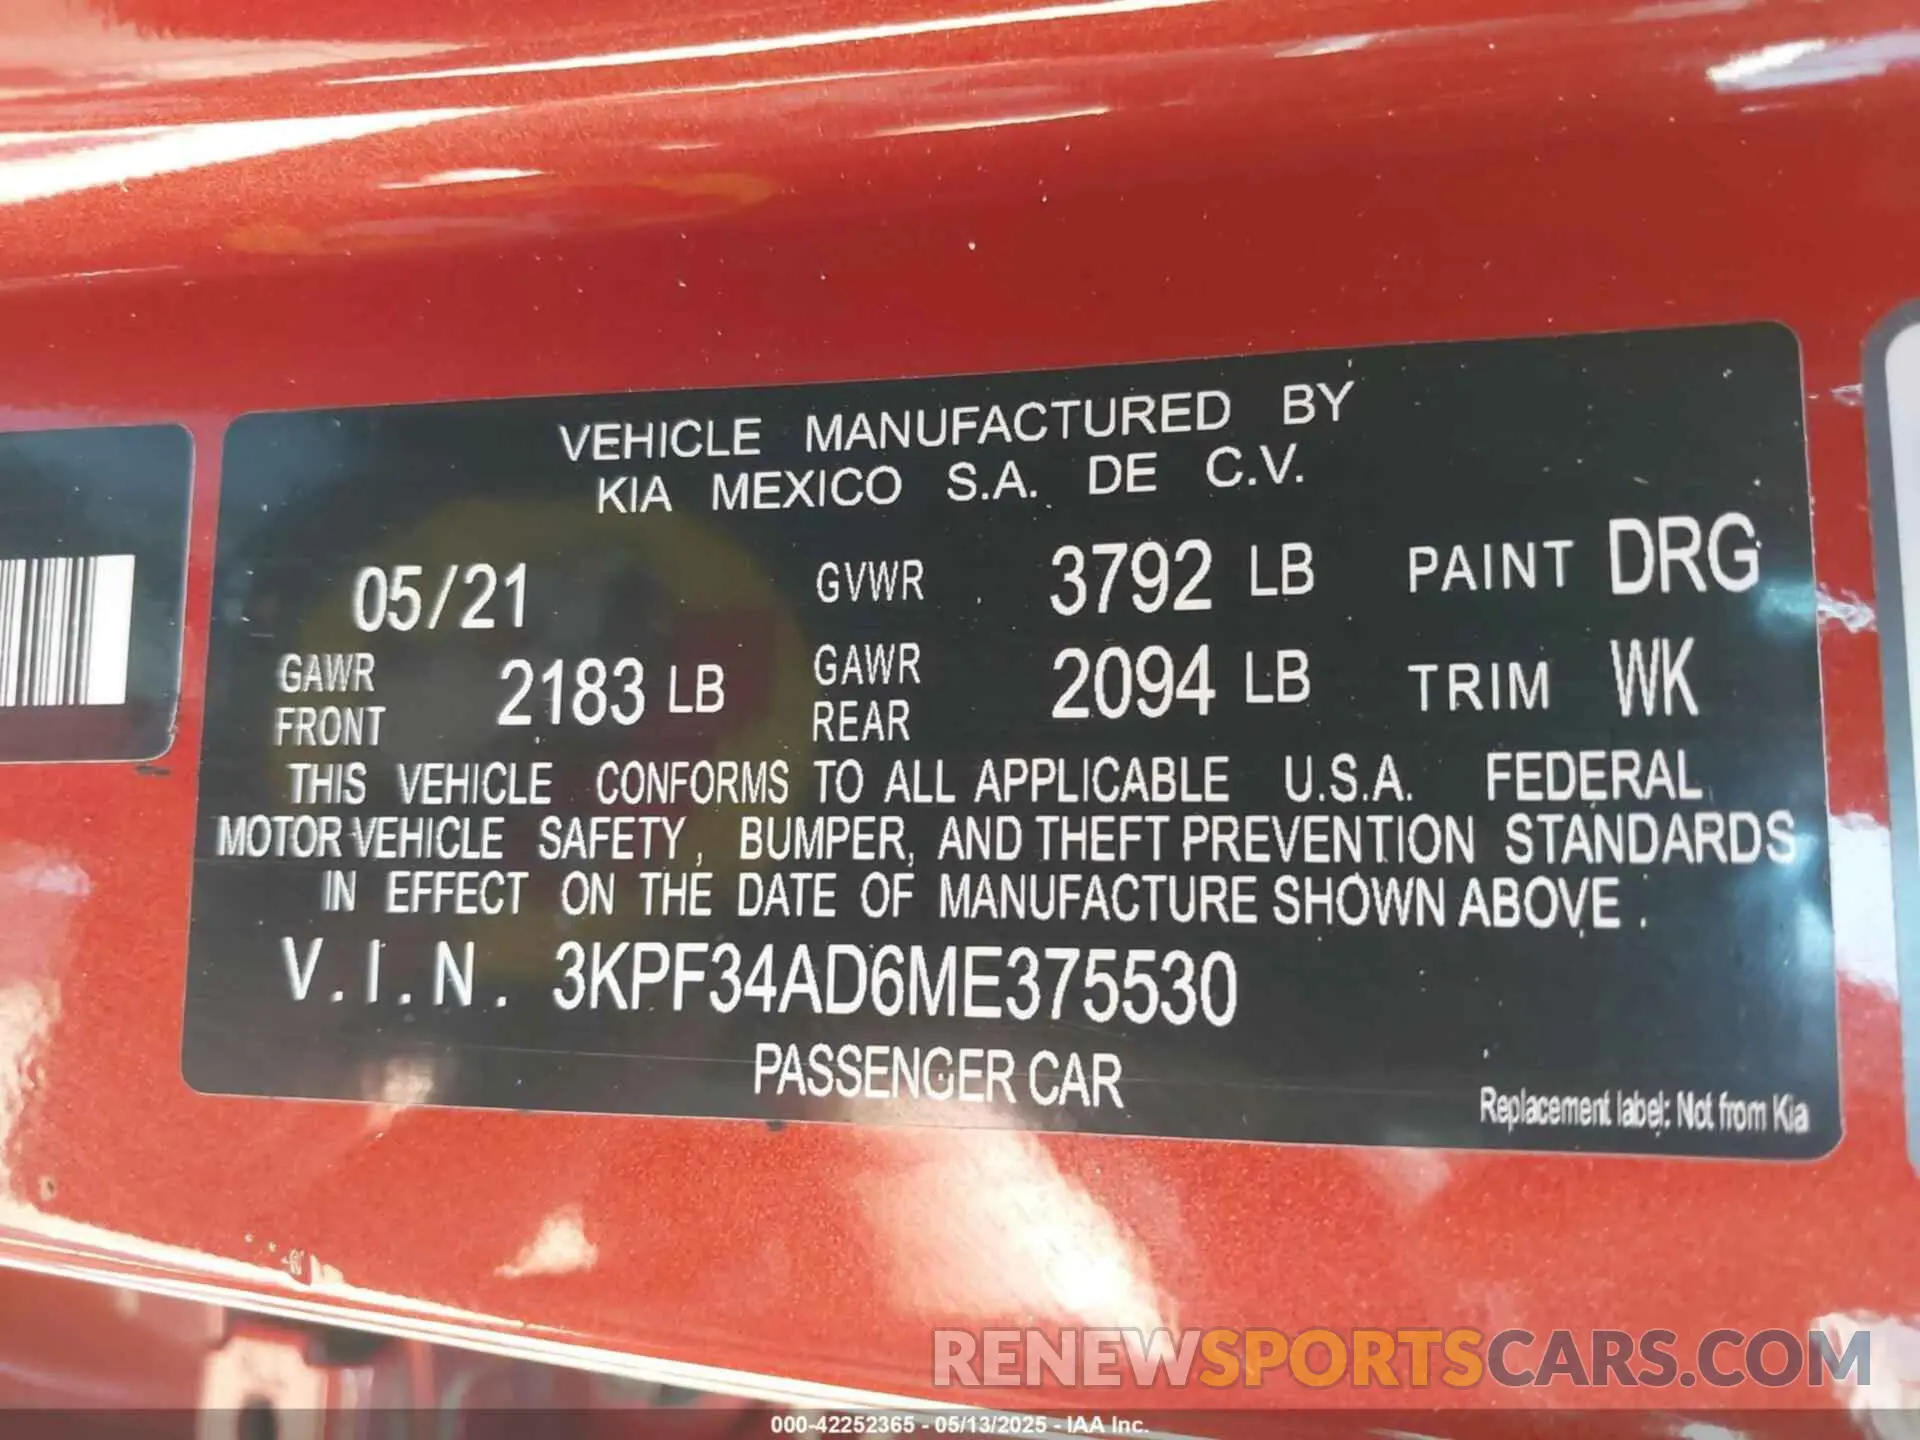 VEHICLE MANUFACTURED BY
KIA MEXICO S.A. DE C.V.
05/21 GVWR 3792 LB PAINT DRG
GAWR FRONT 2183 LB GAWR REAR 2094 LB TRIM WK
THIS VEHICLE CONFORMS TO ALL APPLICABLE U.S.A. FEDERAL
MOTOR VEHICLE SAFETY, BUMPER, AND THEFT PREVENTION STANDARDS
IN EFFECT ON THE DATE OF MANUFACTURE SHOWN ABOVE.
V.I.N. 3KPF34AD6ME375530
PASSENGER CAR
Replacement label: Not from Kia
RENEWSPORTSCARS.COM
000-42252365 - 05/13/2025 - IAA Inc.